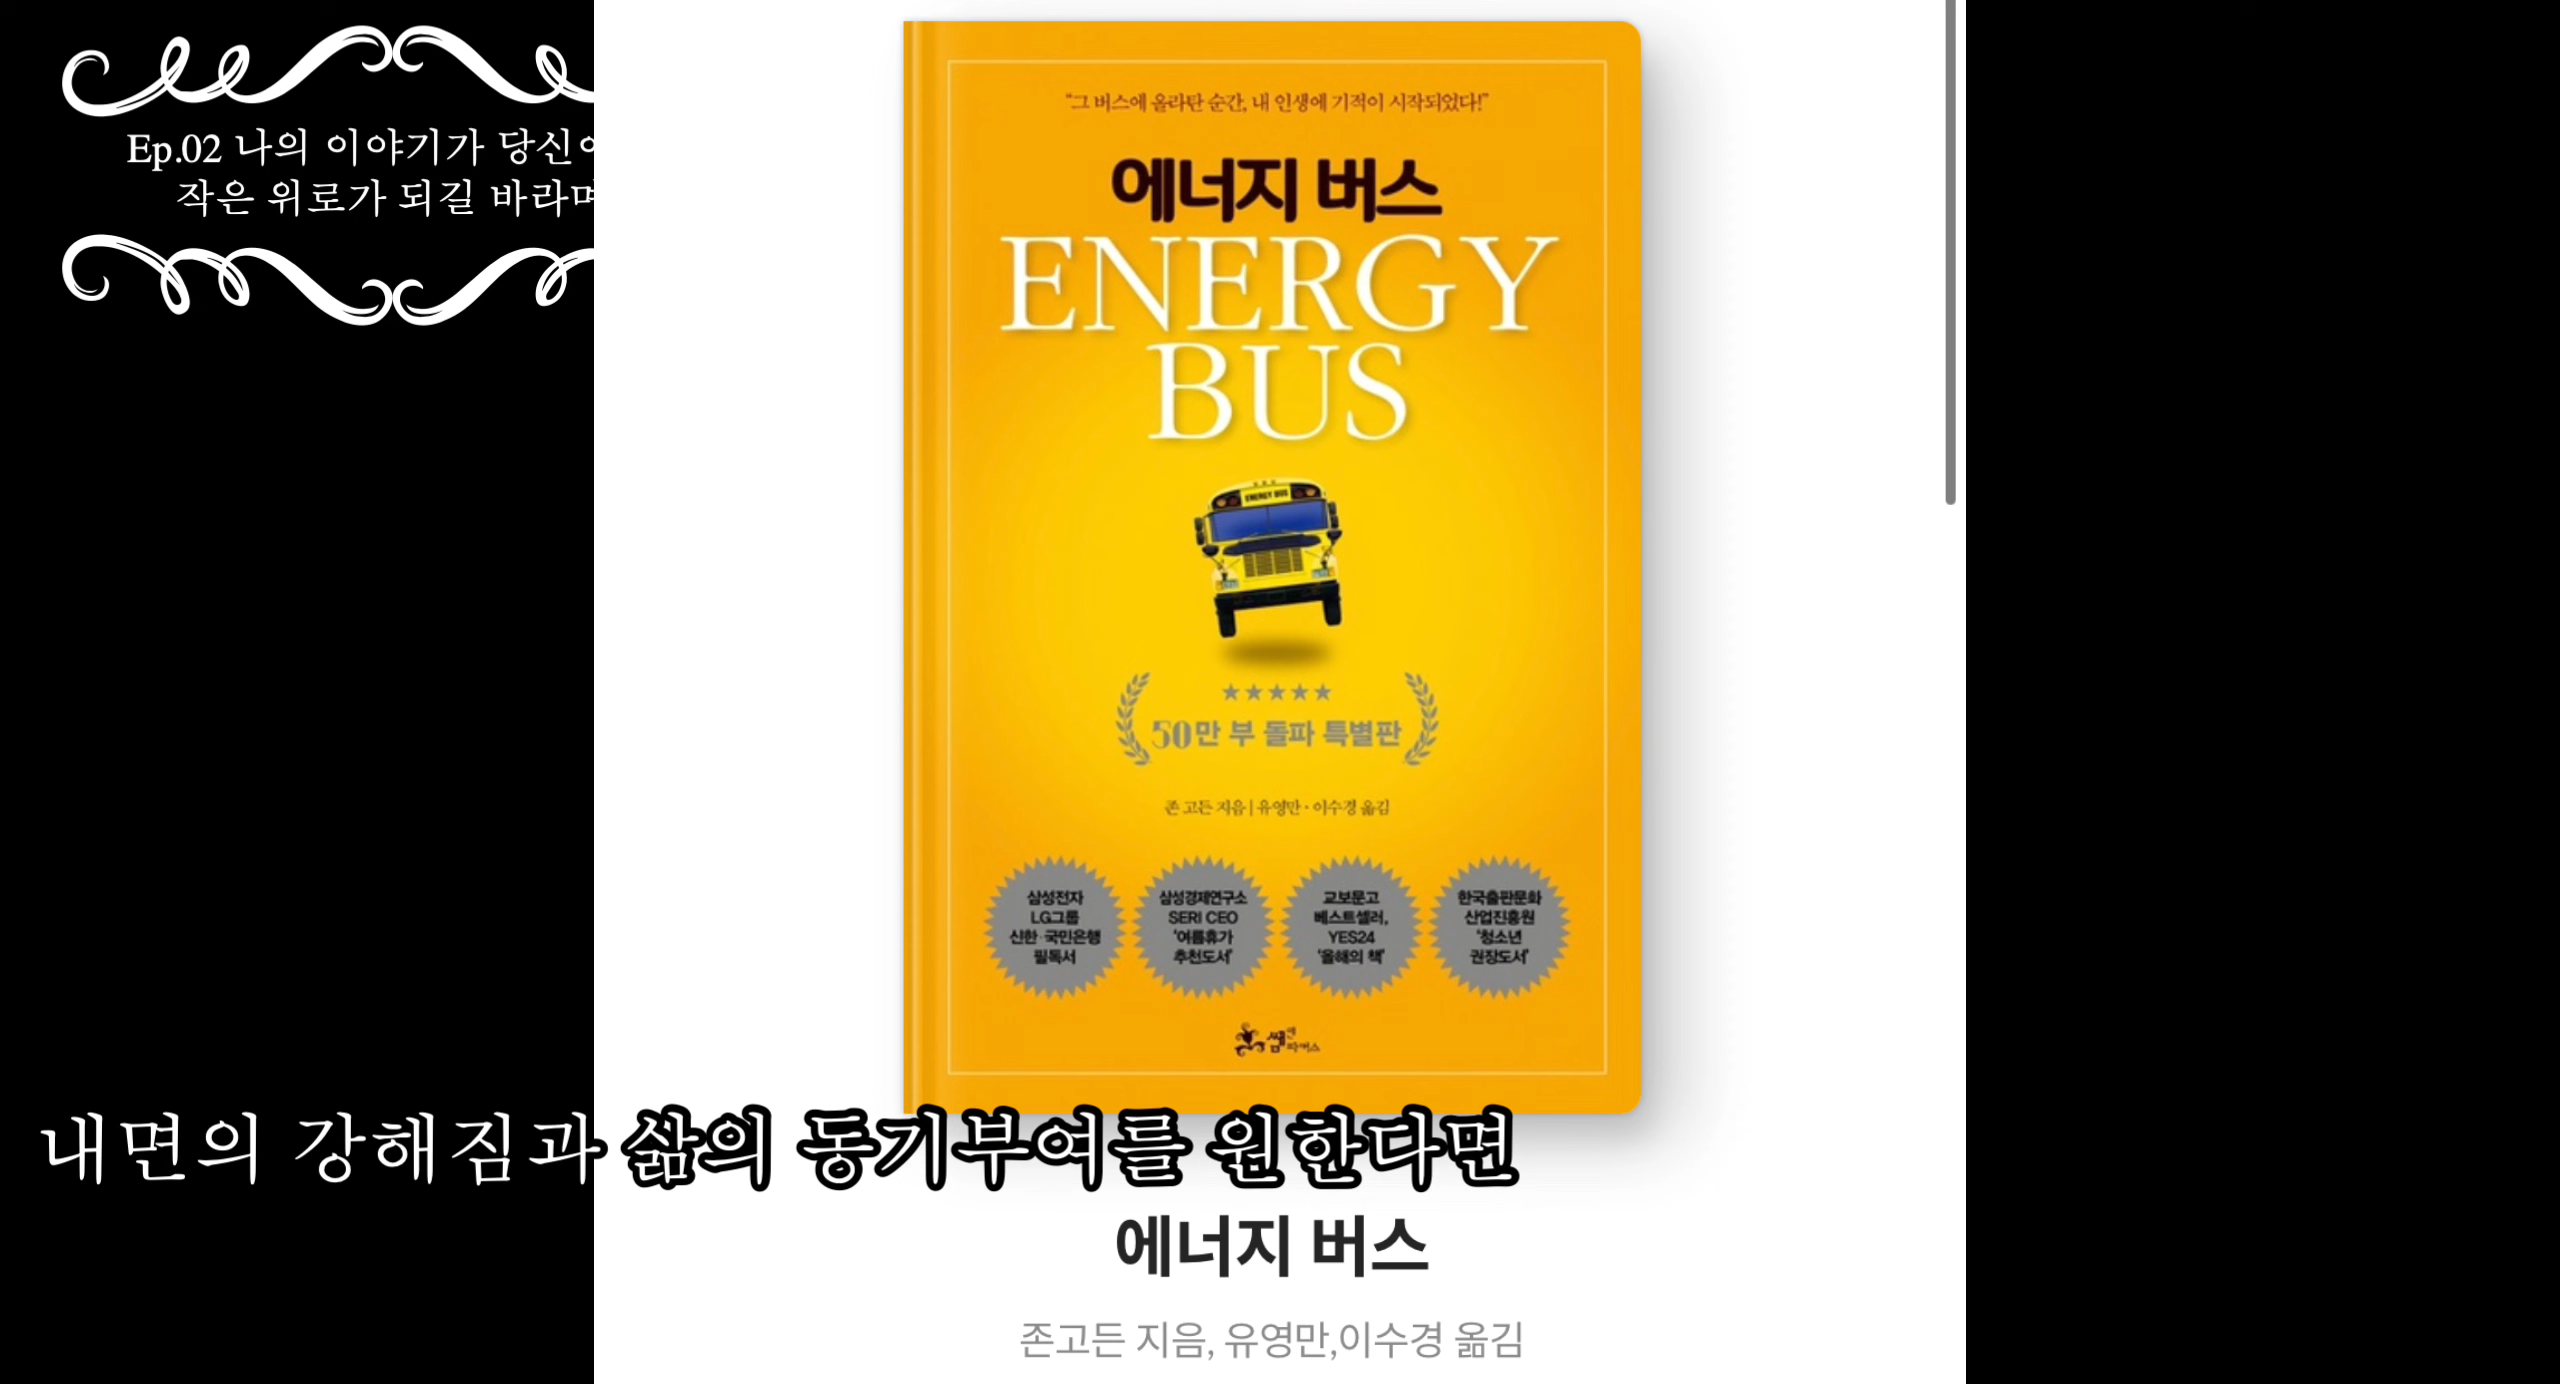 Ep.02 나의 이야기가 당신
작은 위로가 되길 바라며
"그 버스에 올라탄 순간, 내 인생에 기적이 시작되었다!"
에너지 버스
ENERGY
BUS
ENERGY BUS
★★★★★
50만 부 돌파 특별판
존 고든 지음 | 유영만 · 이수경 옮김
삼성전자
LG그룹
신한·국민은행
필독서
삼성경제연구소
SERI CEO
'여름휴가
추천도서'
교보문고
베스트셀러,
YES24
'올해의 책'
한국출판문화
산업진흥원
'청소년
권장도서'
쌤앤
파커스
내면의 강해짐과 삶의 동기부여를 원한다면
에너지 버스
존고든 지음, 유영만,이수경 옮김